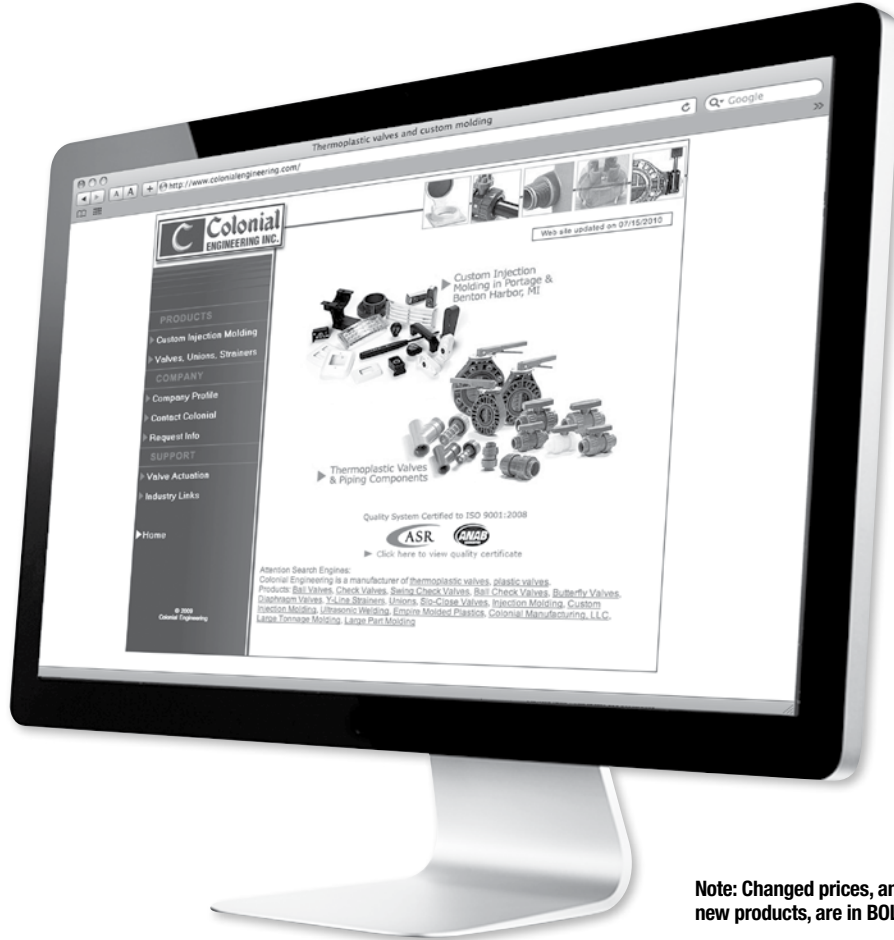 Thermoplastic valves and custom molding
Google
A A + http://www.colonialengineering.com/
C Colonial
ENGINEERING INC.
Web site updated on 07/15/2010
Custom Injection
Molding in Portage &
Benton Harbor, MI
PRODUCTS
Custom Injection Molding
Valves, Unions, Strainers
COMPANY
Company Profile
Contact Colonial
Request Info
SUPPORT
Valve Actuation
Industry Links
Home
© 2009
Colonial Engineering
Thermoplastic Valves
& Piping Components
Quality System Certified to ISO 9001:2008
ASR ANAB
Click here to view quality certificate
Attention Search Engines:
Colonial Engineering is a manufacturer of thermoplastic valves, plastic valves.
Products: Ball Valves, Check Valves, Swing Check Valves, Ball Check Valves, Butterfly Valves,
Diaphragm Valves, Y-Line Strainers, Unions, Slo-Close Valves, Injection Molding, Custom
Injection Molding, Ultrasonic Welding, Empire Molded Plastics, Colonial Manufacturing, LLC,
Large Tonnage Molding, Large Part Molding
Note: Changed prices, an
new products, are in BOL